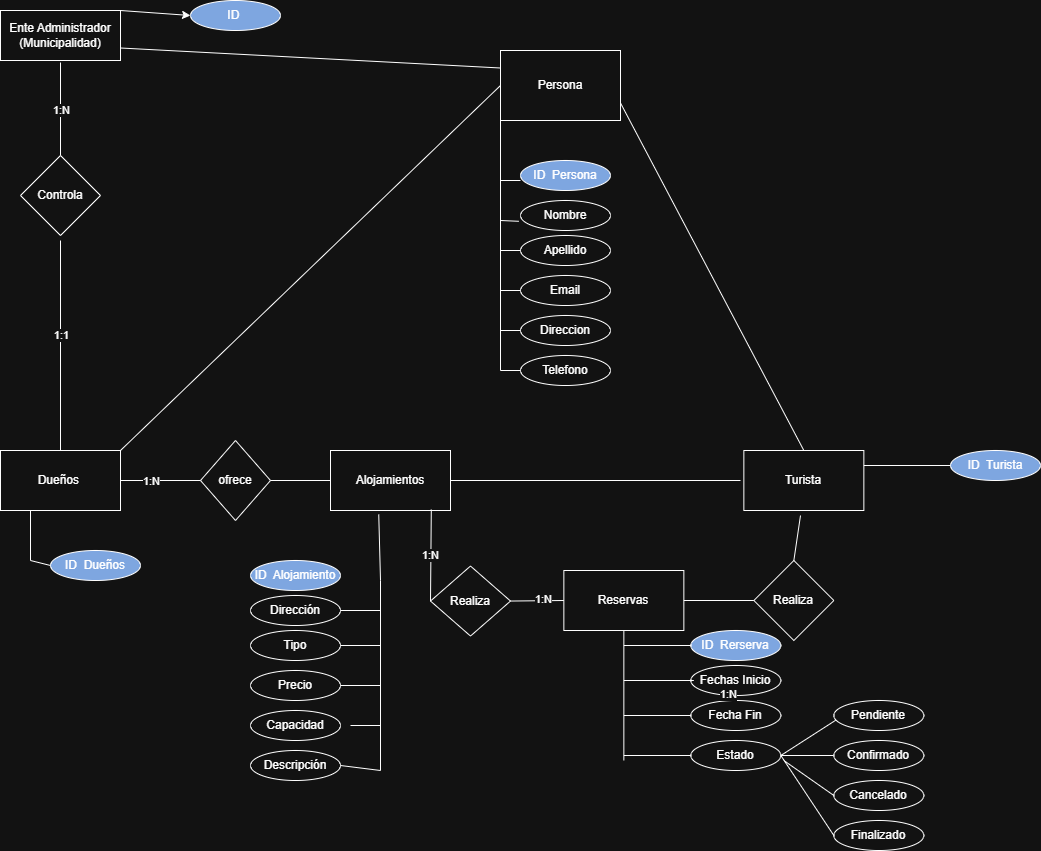 ID
Ente Administrador
(Municipalidad)
Persona
1:N
ID Persona
Controla
Nombre
Apellido
Email
Direccion
1:1
Telefono
ID Turista
Dueños
1:N
ofrece
Alojamientos
Turista
1:N
ID Dueños
ID Alojamiento
Realiza
1:N
Reservas
Realiza
Dirección
Tipo
ID Rerserva
Precio
Fechas Inicio
1:N
Capacidad
Fecha Fin
Pendiente
Descripción
Estado
Confirmado
Cancelado
Finalizado